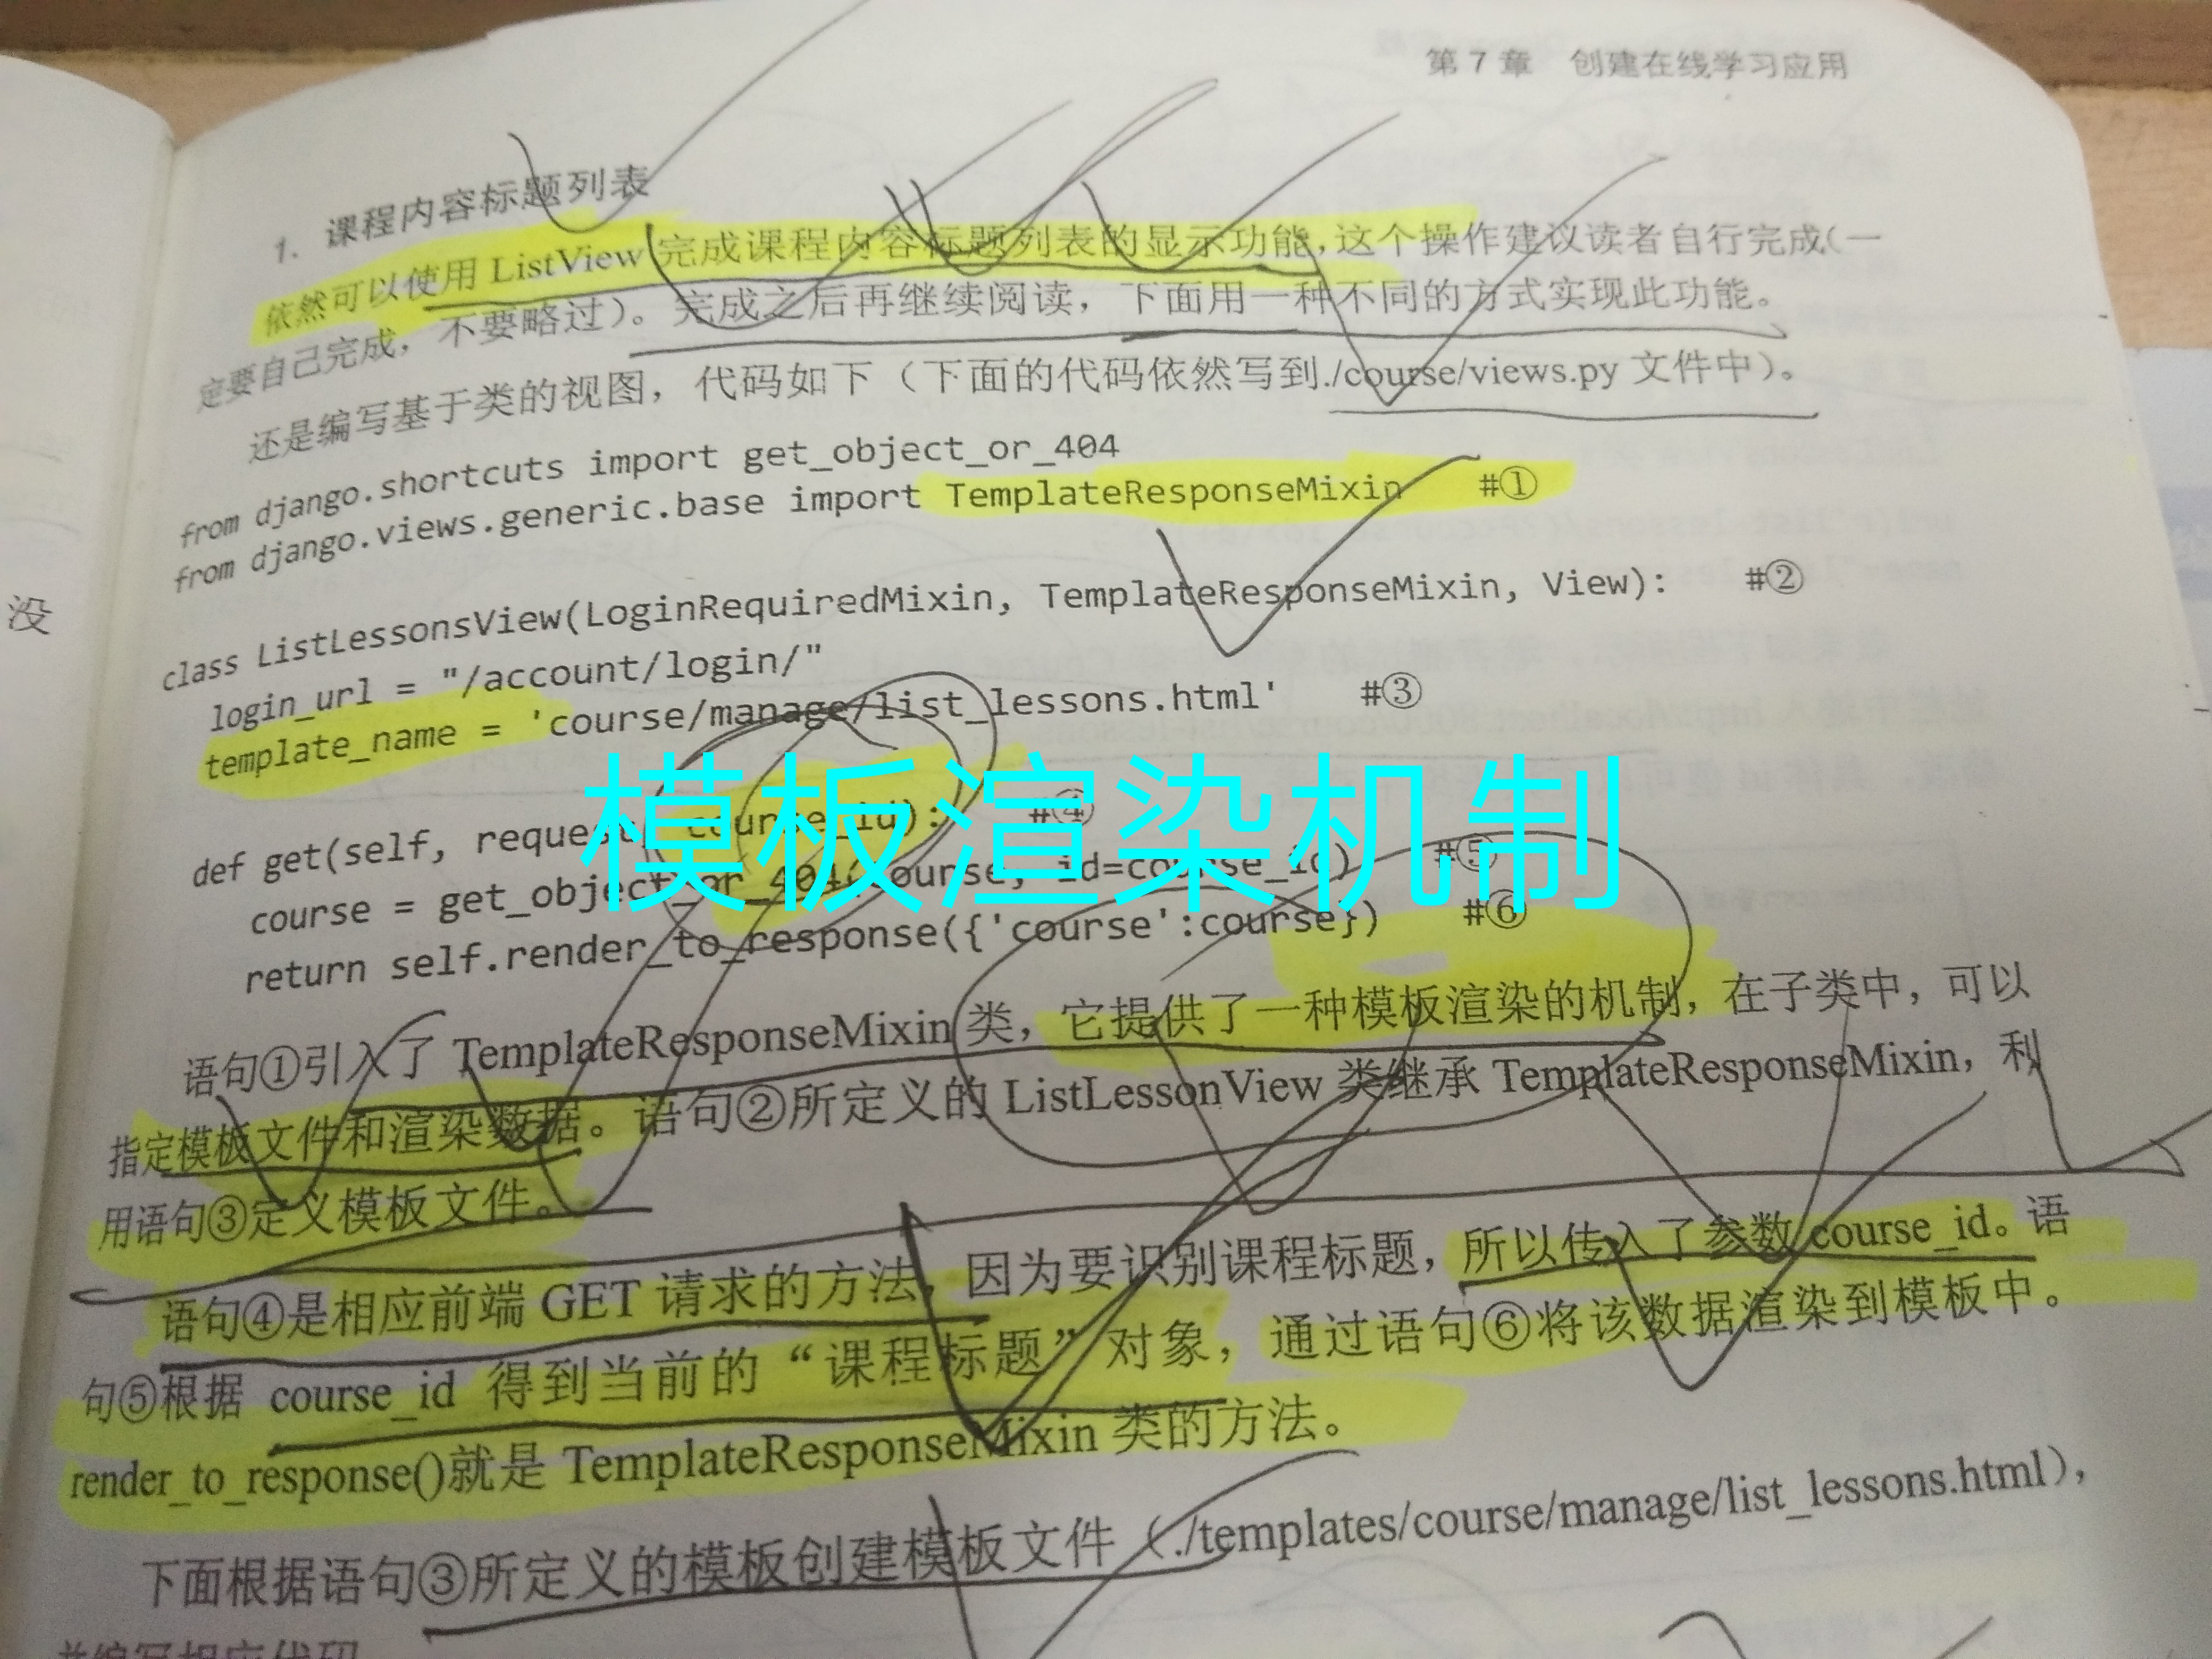 第7章 创建在线学习应用
1. 课程内容标题列表
依然可以使用 ListView 完成课程内容标题列表的显示功能,这个操作建议读者自行完成(一
定要自己完成，不要略过)。完成之后再继续阅读，下面用一种不同的方式实现此功能。
还是编写基于类的视图，代码如下（下面的代码依然写到./course/views.py 文件中)。
from django.shortcuts import get_object_or_404
from django.views.generic.base import TemplateResponseMixin #①
没
class ListLessonsView(LoginRequiredMixin, TemplateResponseMixin, View): #②
login_url = "/account/login/"
template_name = 'course/manage/list_lessons.html' #③
模板渲染机制
def get(self, request, course_id): #④
course = get_object_or_404(Course, id=course_id) #⑤
return self.render_to_response({'course':course}) #⑥
语句①引入了 TemplateResponseMixin 类，它提供了一种模板渲染的机制，在子类中，可以
指定模板文件和渲染数据。语句②所定义的 ListLessonView 类继承 TemplateResponseMixin，利
用语句③定义模板文件。
语句④是相应前端 GET 请求的方法，因为要识别课程标题，所以传入了参数 course_id。语
句⑤根据 course_id 得到当前的“课程标题”对象，通过语句⑥将该数据渲染到模板中。
render_to_response()就是 TemplateResponseMixin 类的方法。
下面根据语句③所定义的模板创建模板文件（./templates/course/manage/list_lessons.html)，